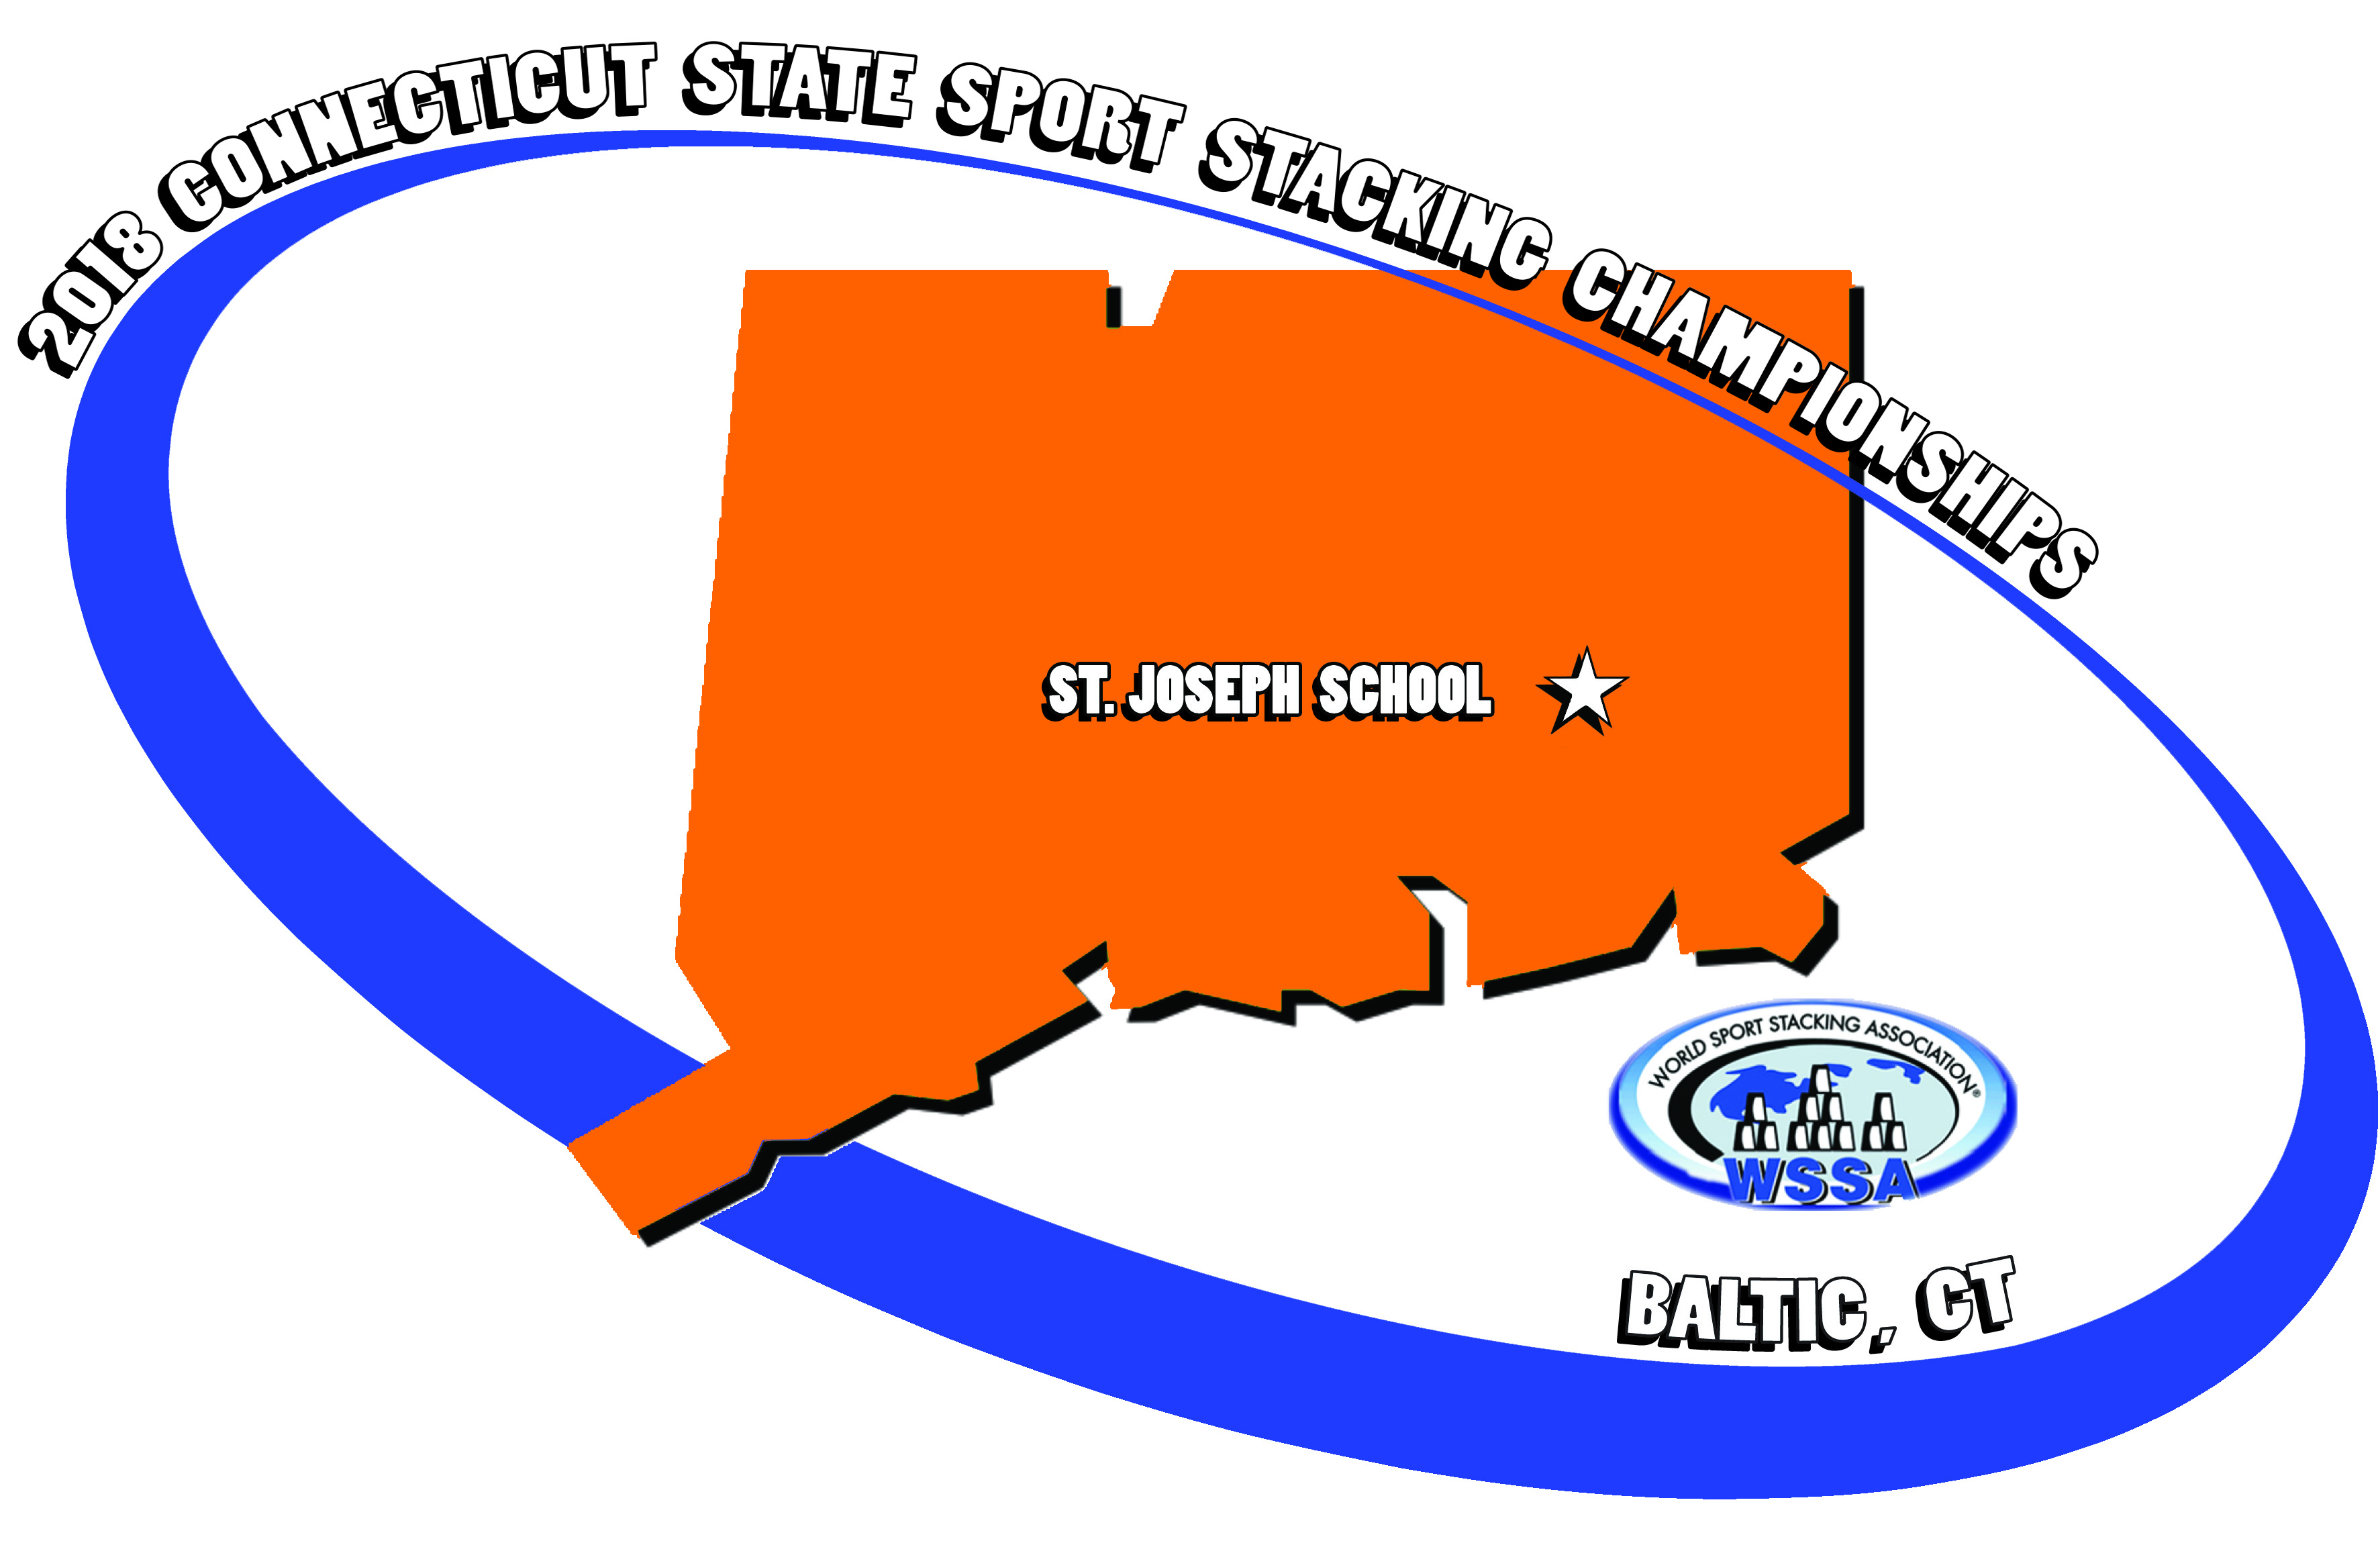 2018 CONNECTICUT STATE SPORT STACKING CHAMPIONSHIPS
ST. JOSEPH SCHOOL
WORLD SPORT STACKING ASSOCIATION®
WSSA
BALTIC, CT